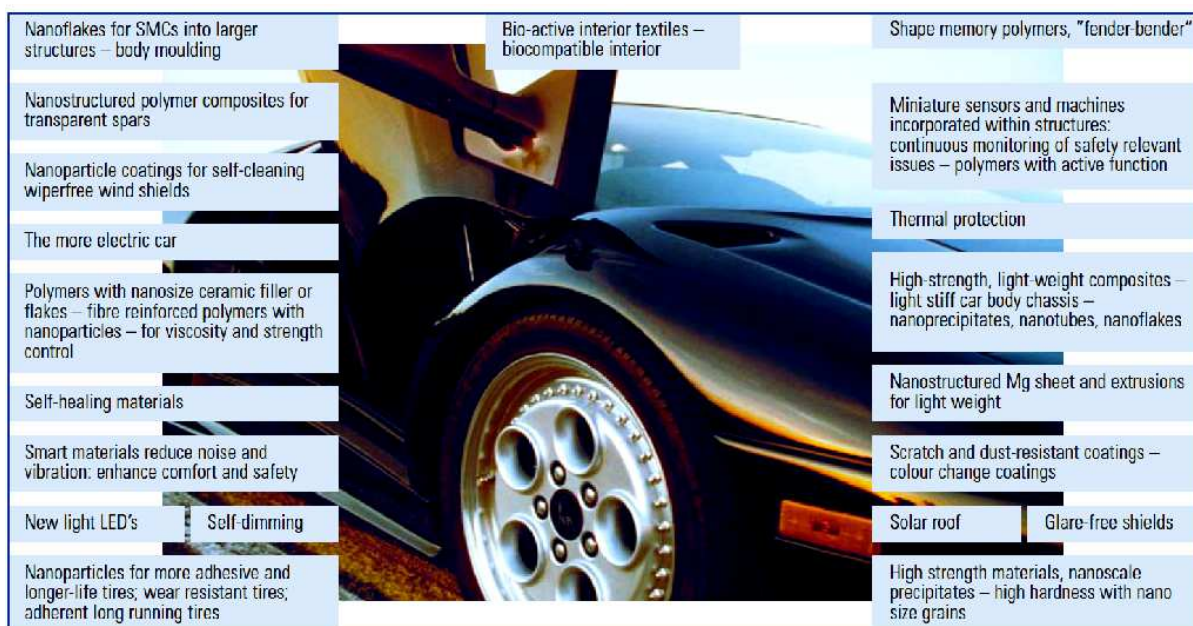 Nanoflakes for SMCs into larger
structures – body moulding
Nanostructured polymer composites for
transparent spars
Nanoparticle coatings for self-cleaning
wiperfree wind shields
The more electric car
Polymers with nanosize ceramic filler or
flakes – fibre reinforced polymers with
nanoparticles – for viscosity and strength
control
Self-healing materials
Smart materials reduce noise and
vibration: enhance comfort and safety
New light LED's
Self-dimming
Nanoparticles for more adhesive and
longer-life tires; wear resistant tires;
adherent long running tires
Bio-active interior textiles –
biocompatible interior
Shape memory polymers, "fender-bender"
Miniature sensors and machines
incorporated within structures:
continuous monitoring of safety relevant
issues – polymers with active function
Thermal protection
High-strength, light-weight composites –
light stiff car body chassis –
nanoprecipitates, nanotubes, nanoflakes
Nanostructured Mg sheet and extrusions
for light weight
Scratch and dust-resistant coatings –
colour change coatings
Solar roof
Glare-free shields
High strength materials, nanoscale
precipitates – high hardness with nano
size grains